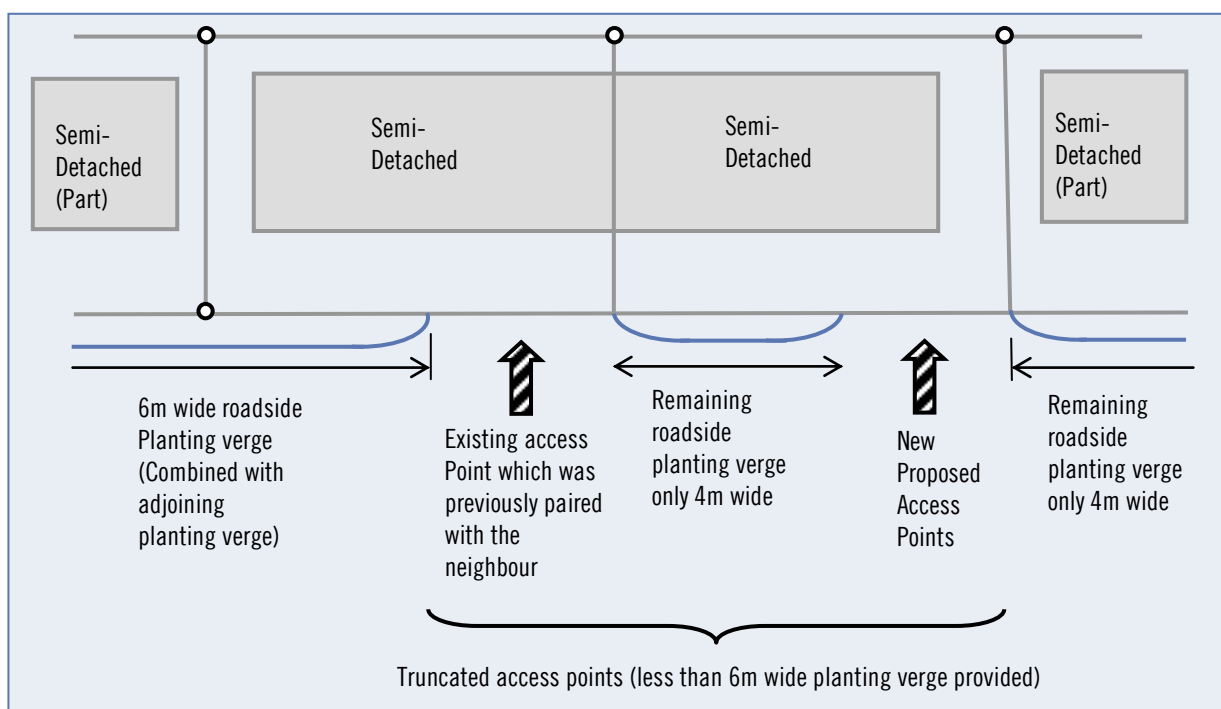 Semi-
Detached
(Part)
Semi-
Detached
Semi-
Detached
Semi-
Detached
(Part)
6m wide roadside
Planting verge
(Combined with
adjoining
planting verge)
Existing access
Point which was
previously paired
with the
neighbour
Remaining
roadside
planting verge
only 4m wide
New
Proposed
Access
Points
Remaining
roadside
planting verge
only 4m wide
Truncated access points (less than 6m wide planting verge provided)